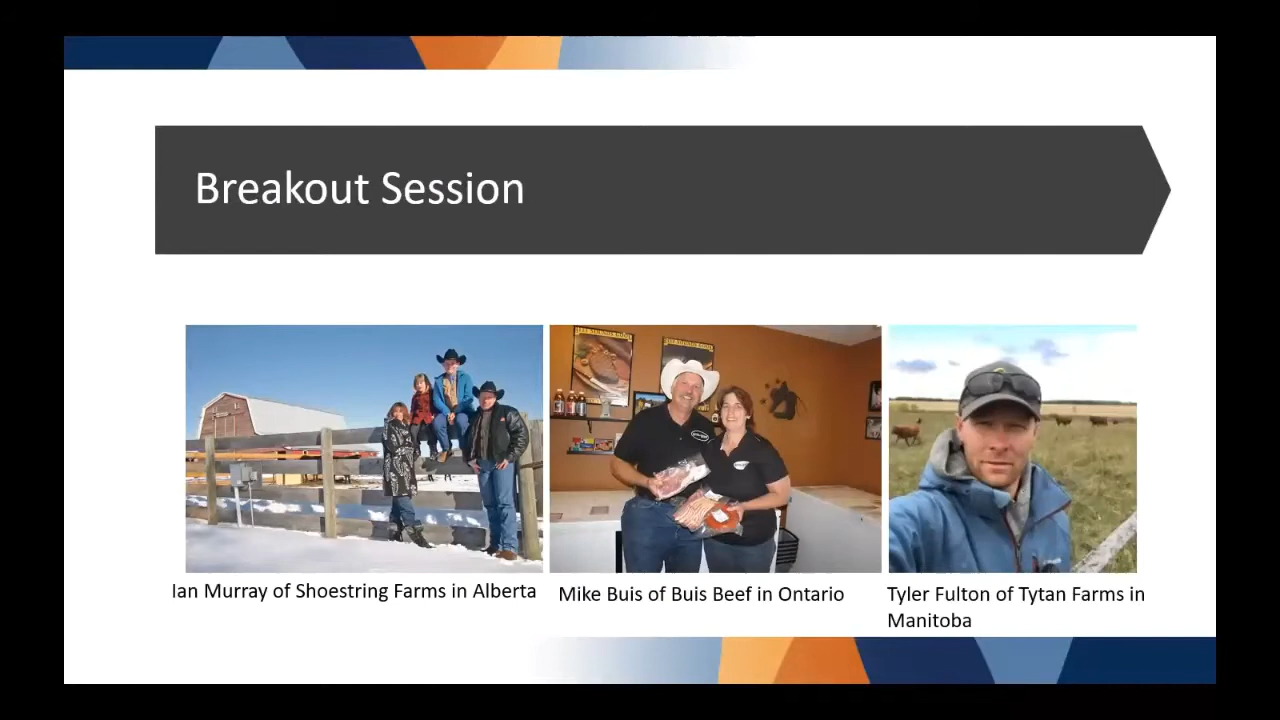 Breakout Session
Ian Murray of Shoestring Farms in Alberta
Mike Buis of Buis Beef in Ontario
Tyler Fulton of Tytan Farms in
Manitoba